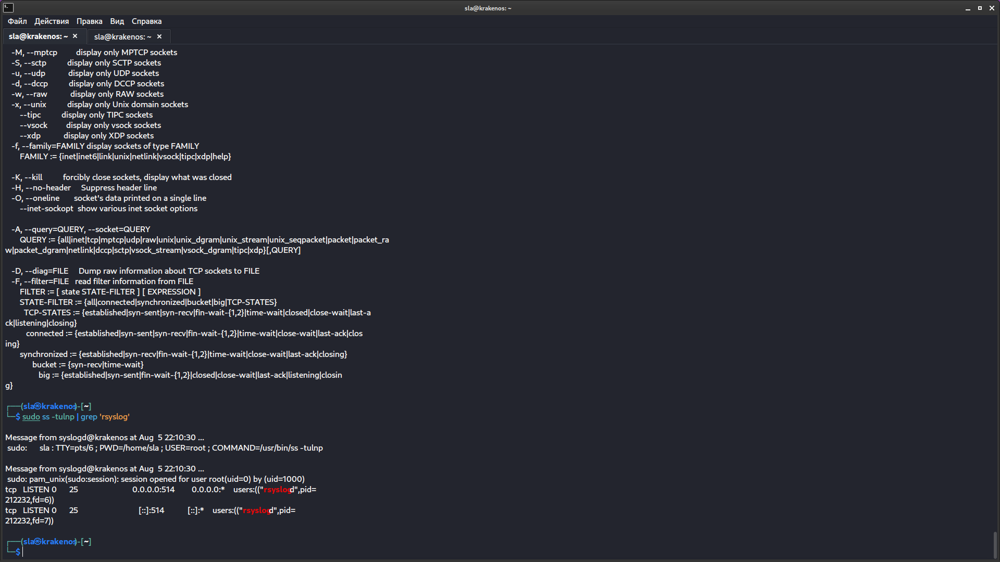 sla@krakenos: ~
Файл Действия Правка Вид Справка
sla@krakenos: ~ × sla@krakenos: ~ ×
-M, --mptcp display only MPTCP sockets
-S, --sctp display only SCTP sockets
-u, --udp display only UDP sockets
-d, --dccp display only DCCP sockets
-w, --raw display only RAW sockets
-x, --unix display only Unix domain sockets
--tipc display only TIPC sockets
--vsock display only vsock sockets
--xdp display only XDP sockets
-f, --family=FAMILY display sockets of type FAMILY
FAMILY := {inet|inet6|link|unix|netlink|vsock|tipc|xdp|help}
-K, --kill forcibly close sockets, display what was closed
-H, --no-header Suppress header line
-O, --oneline socket's data printed on a single line
--inet-sockopt show various inet socket options
-A, --query=QUERY, --socket=QUERY
QUERY := {all|inet|tcp|mptcp|udp|raw|unix|unix_dgram|unix_stream|unix_seqpacket|packet|packet_ra
w|packet_dgram|netlink|dccp|sctp|vsock_stream|vsock_dgram|tipc|xdp}[,QUERY]
-D, --diag=FILE Dump raw information about TCP sockets to FILE
-F, --filter=FILE read filter information from FILE
FILTER := [ state STATE-FILTER ] [ EXPRESSION ]
STATE-FILTER := {all|connected|synchronized|bucket|big|TCP-STATES}
TCP-STATES := {established|syn-sent|syn-recv|fin-wait-{1,2}|time-wait|closed|close-wait|last-a
ck|listening|closing}
connected := {established|syn-sent|syn-recv|fin-wait-{1,2}|time-wait|close-wait|last-ack|clos
ing}
synchronized := {established|syn-recv|fin-wait-{1,2}|time-wait|close-wait|last-ack|closing}
bucket := {syn-recv|time-wait}
big := {established|syn-sent|fin-wait-{1,2}|closed|close-wait|last-ack|listening|closin
g}
┌──(sla㉿krakenos)-[~]
└─$ sudo ss -tulnp | grep 'rsyslog'
Message from syslogd@krakenos at Aug  5 22:10:30 ...
sudo: sla : TTY=pts/6 ; PWD=/home/sla ; USER=root ; COMMAND=/usr/bin/ss -tulnp
Message from syslogd@krakenos at Aug  5 22:10:30 ...
sudo: pam_unix(sudo:session): session opened for user root(uid=0) by (uid=1000)
tcp LISTEN 0 25 0.0.0.0:514 0.0.0.0:* users:(("rsyslogd",pid=
212232,fd=6))
tcp LISTEN 0 25 [::]:514 [::]:* users:(("rsyslogd",pid=
212232,fd=7))
┌──(sla㉿krakenos)-[~]
└─$